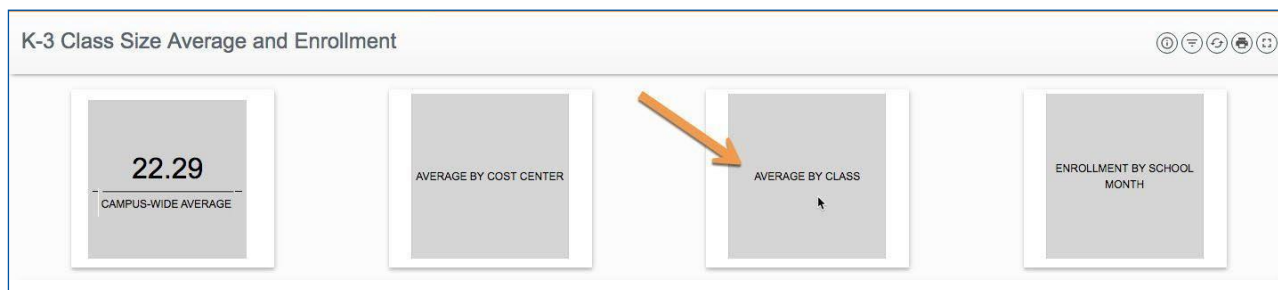 K-3 Class Size Average and Enrollment
22.29
CAMPUS-WIDE AVERAGE
AVERAGE BY COST CENTER
AVERAGE BY CLASS
ENROLLMENT BY SCHOOL
MONTH